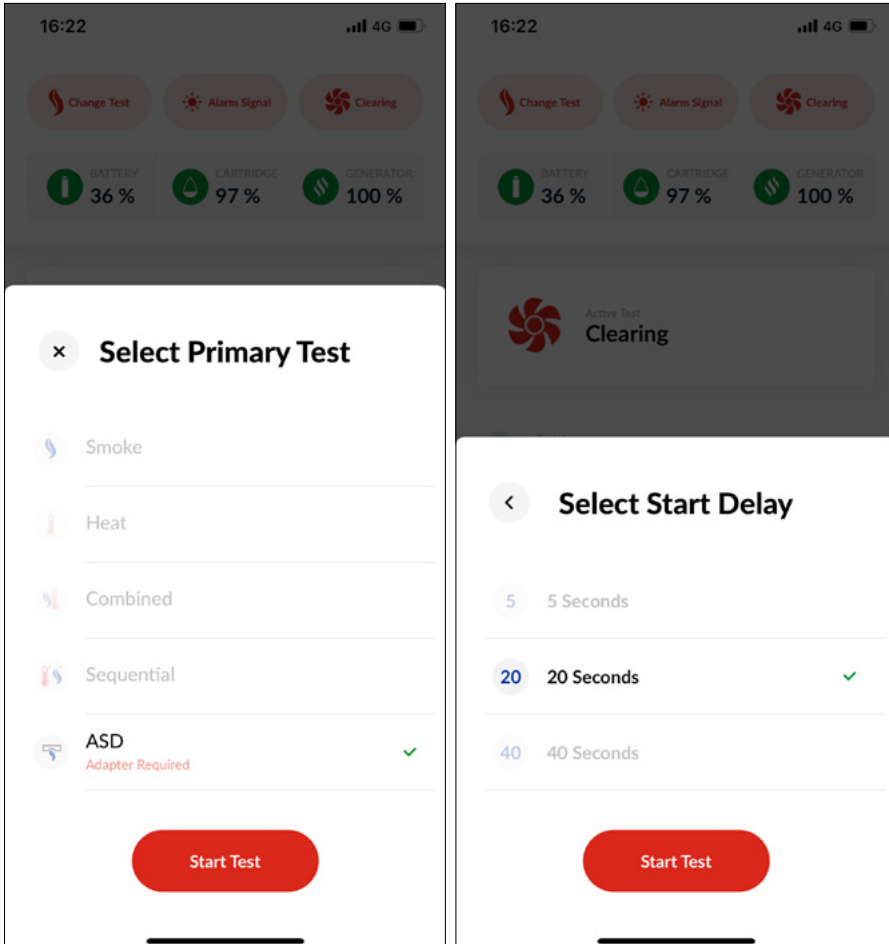 16:22
4G
Change Test
Alarm Signal
Clearing
BATTERY
36 %
CARTRIDGE
97 %
GENERATOR
100 %
Select Primary Test
Smoke
Heat
Combined
Sequential
ASD
Adapter Required
Start Test
16:22
4G
Change Test
Alarm Signal
Clearing
BATTERY
36 %
CARTRIDGE
97 %
GENERATOR
100 %
Active Test
Clearing
Select Start Delay
5 5 Seconds
20 20 Seconds
40 40 Seconds
Start Test